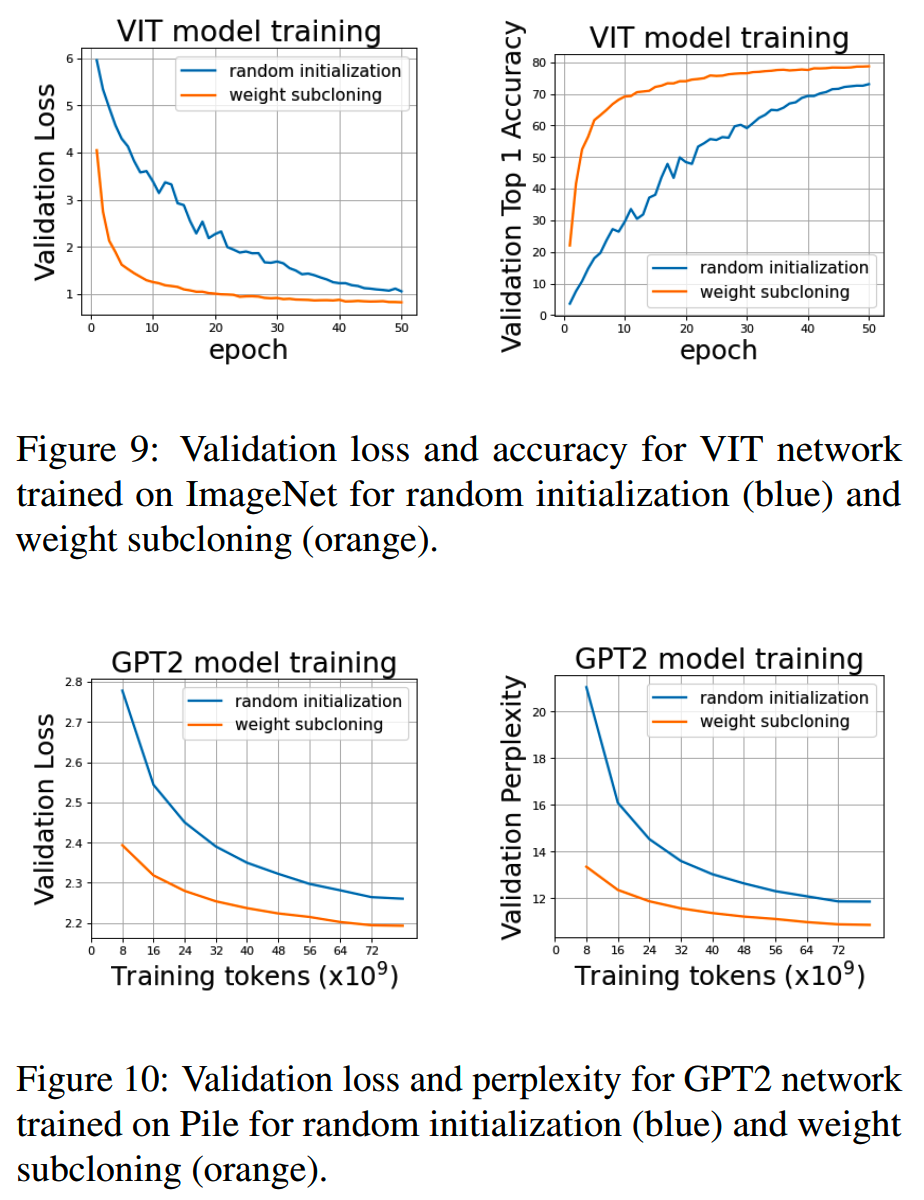 VIT model training
random initialization
weight subcloning
Validation Loss
6
5
4
3
2
1
0 10 20 30 40 50
epoch
VIT model training
Validation Top 1 Accuracy
80
70
60
50
40
30
20
10
0
random initialization
weight subcloning
0 10 20 30 40 50
epoch
Figure 9: Validation loss and accuracy for VIT network
trained on ImageNet for random initialization (blue) and
weight subcloning (orange).
GPT2 model training
random initialization
weight subcloning
Validation Loss
2.8
2.7
2.6
2.5
2.4
2.3
2.2
0 8 16 24 32 40 48 56 64 72
Training tokens (x10⁹)
GPT2 model training
random initialization
weight subcloning
Validation Perplexity
20
18
16
14
12
0 8 16 24 32 40 48 56 64 72
Training tokens (x10⁹)
Figure 10: Validation loss and perplexity for GPT2 network
trained on Pile for random initialization (blue) and weight
subcloning (orange).